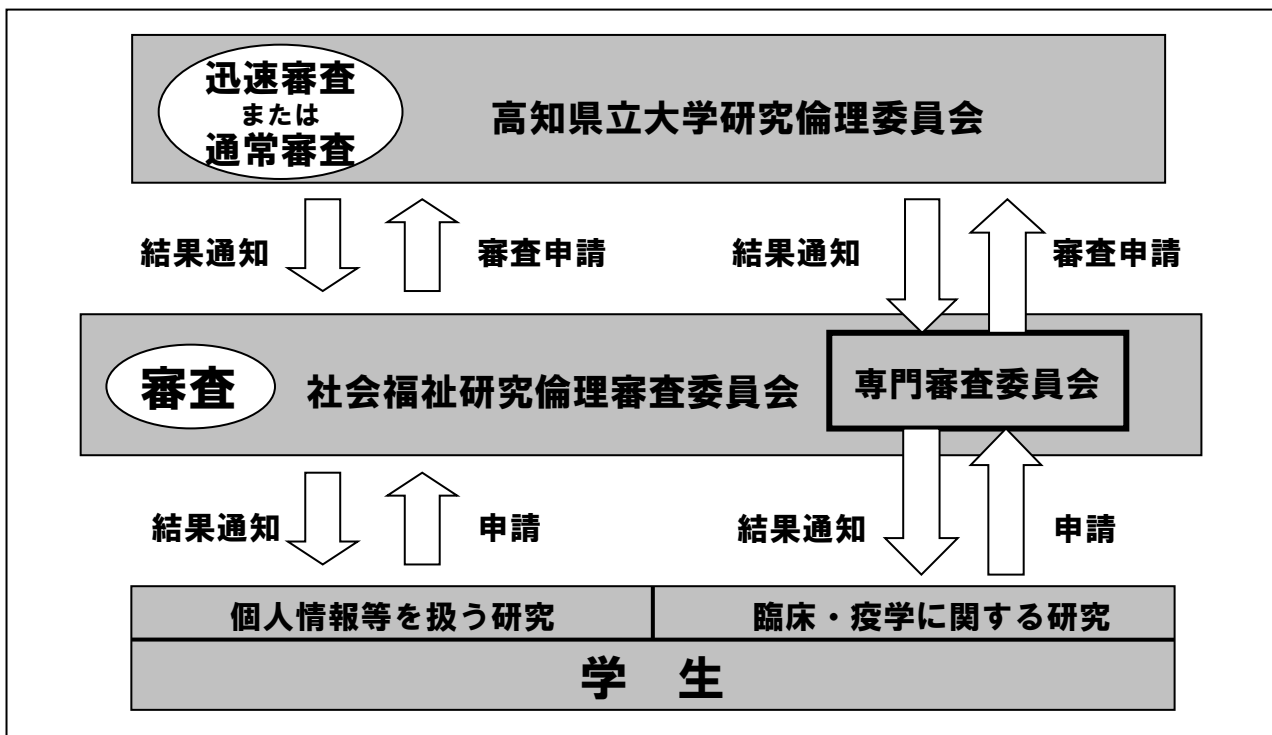 迅速審査
または
通常審査
高知県立大学研究倫理委員会
結果通知
審査申請
結果通知
審査申請
審査
社会福祉研究倫理審査委員会
専門審査委員会
結果通知
申請
結果通知
申請
個人情報等を扱う研究
臨床・疫学に関する研究
学 生